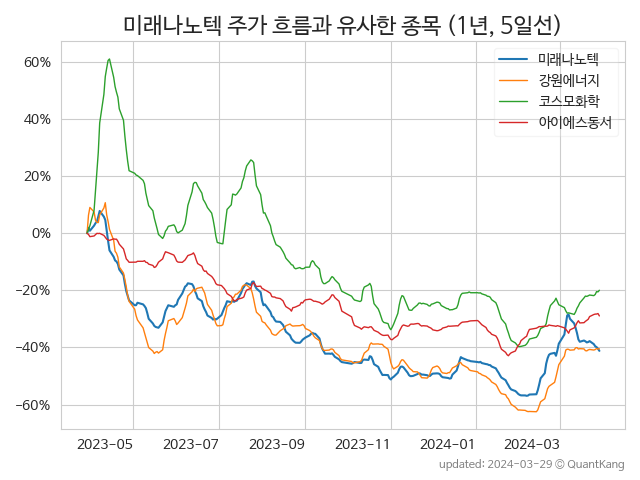 미래나노텍 주가 흐름과 유사한 종목 (1년, 5일선)
미래나노텍
강원에너지
코스모화학
아이에스동서
60%
40%
20%
0%
−20%
−40%
−60%
2023-05 2023-07 2023-09 2023-11 2024-01 2024-03
updated: 2024-03-29 © QuantKang